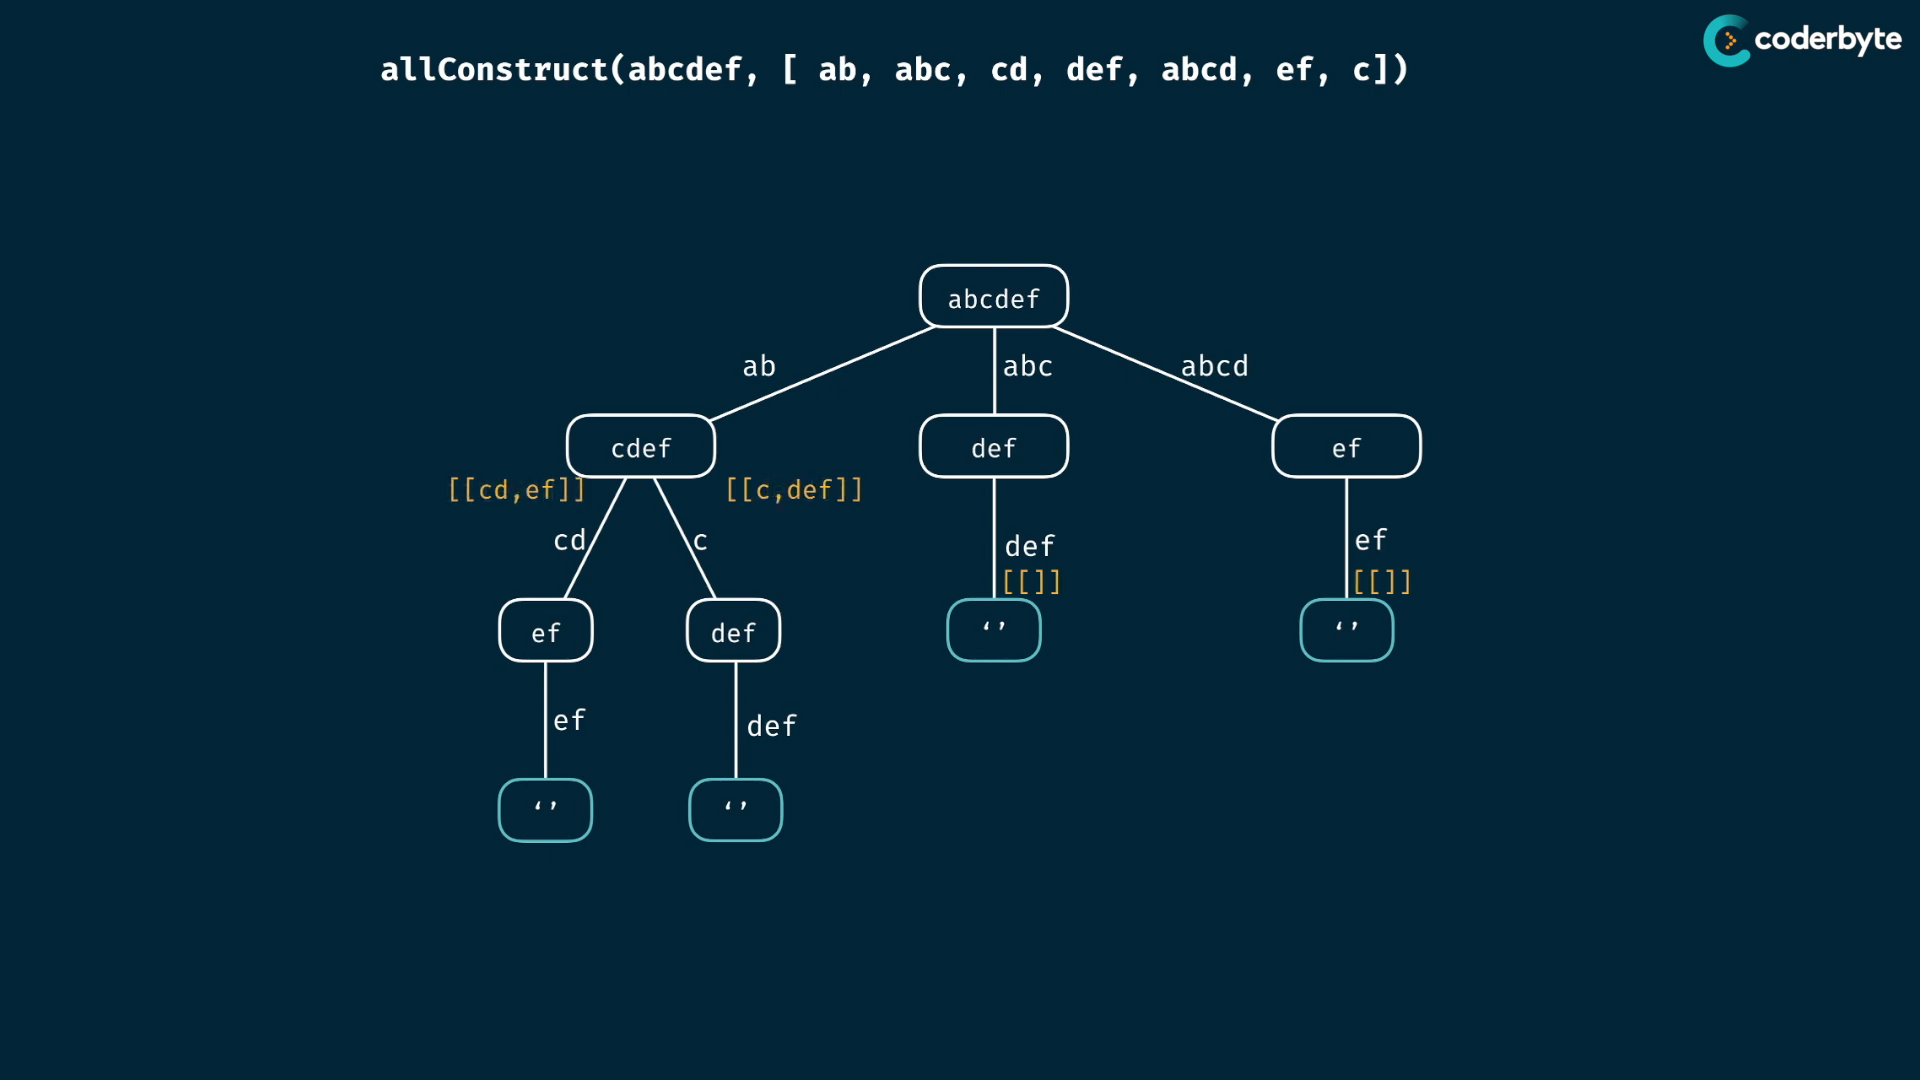 coderbyte
allConstruct(abcdef, [ ab, abc, cd, def, abcd, ef, c])
abcdef
ab
abc
abcd
cdef
def
ef
[[cd,ef]]
[[c,def]]
cd
c
def
ef
[[]]
[[]]
ef
def
‘’
‘’
ef
def
‘’
‘’